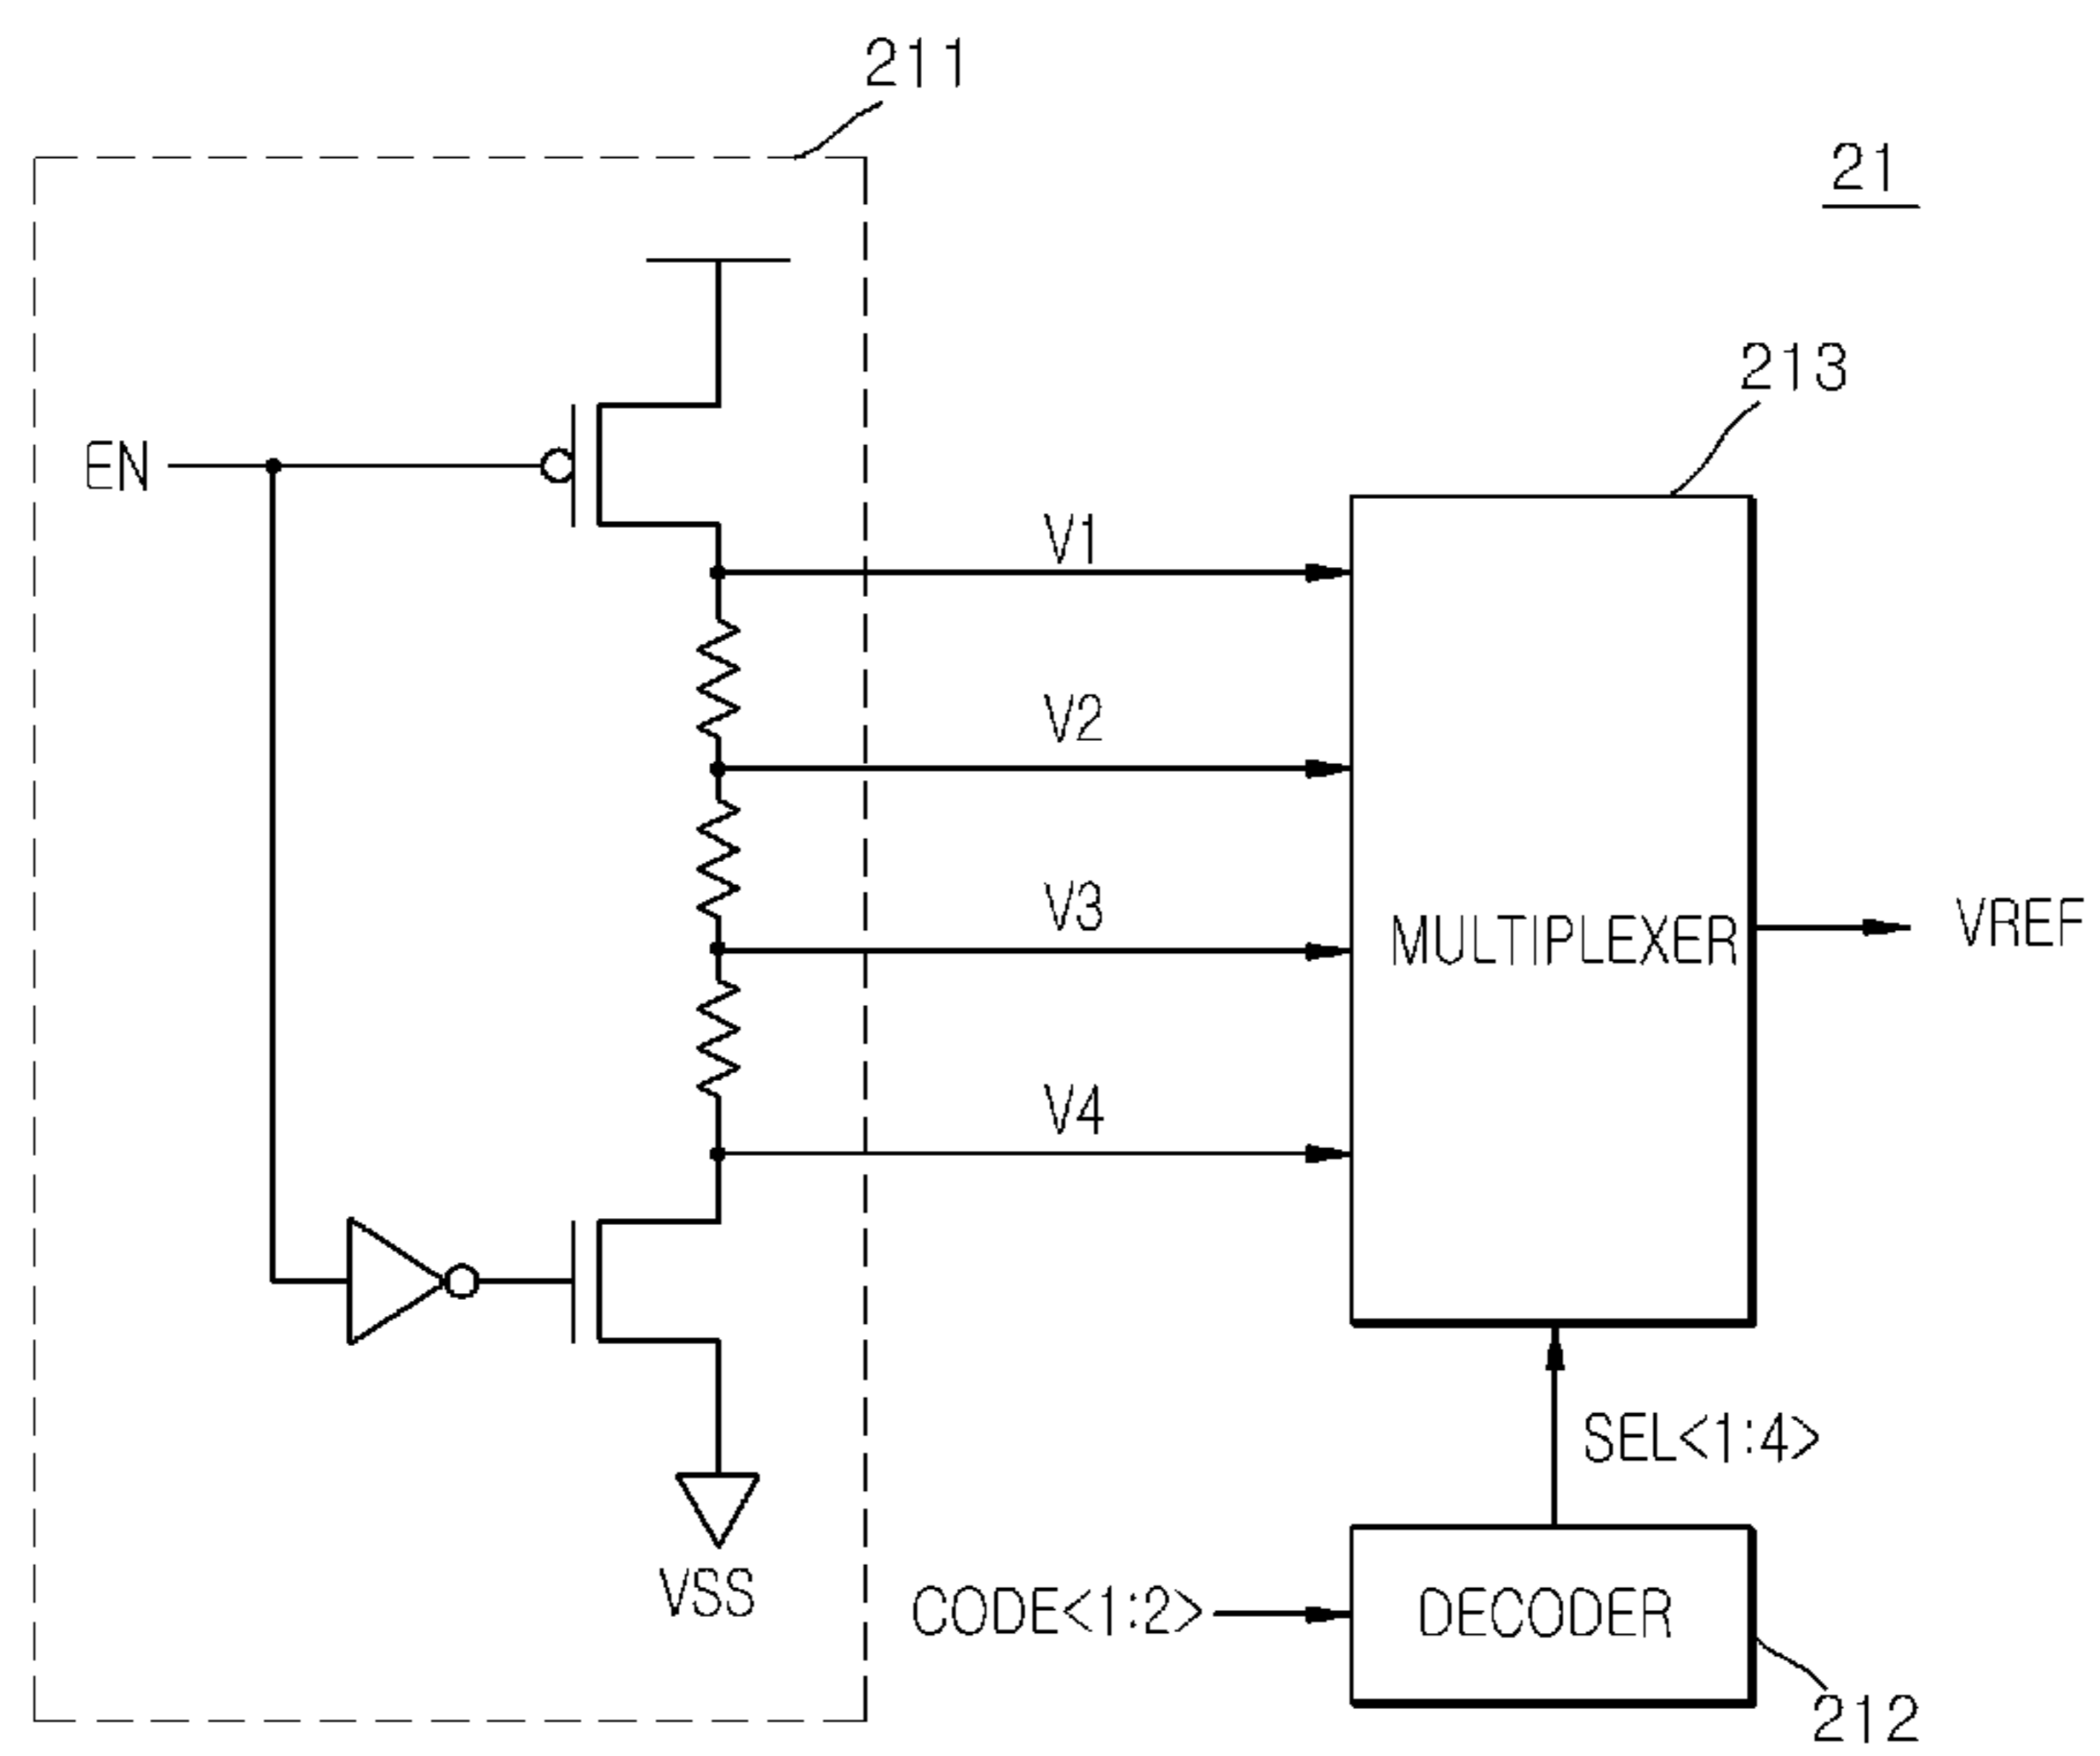 211
21
213
EN
V1
V2
V3
MULTIPLEXER
VREF
V4
SEL<1:4>
VSS
CODE<1:2>
DECODER
212